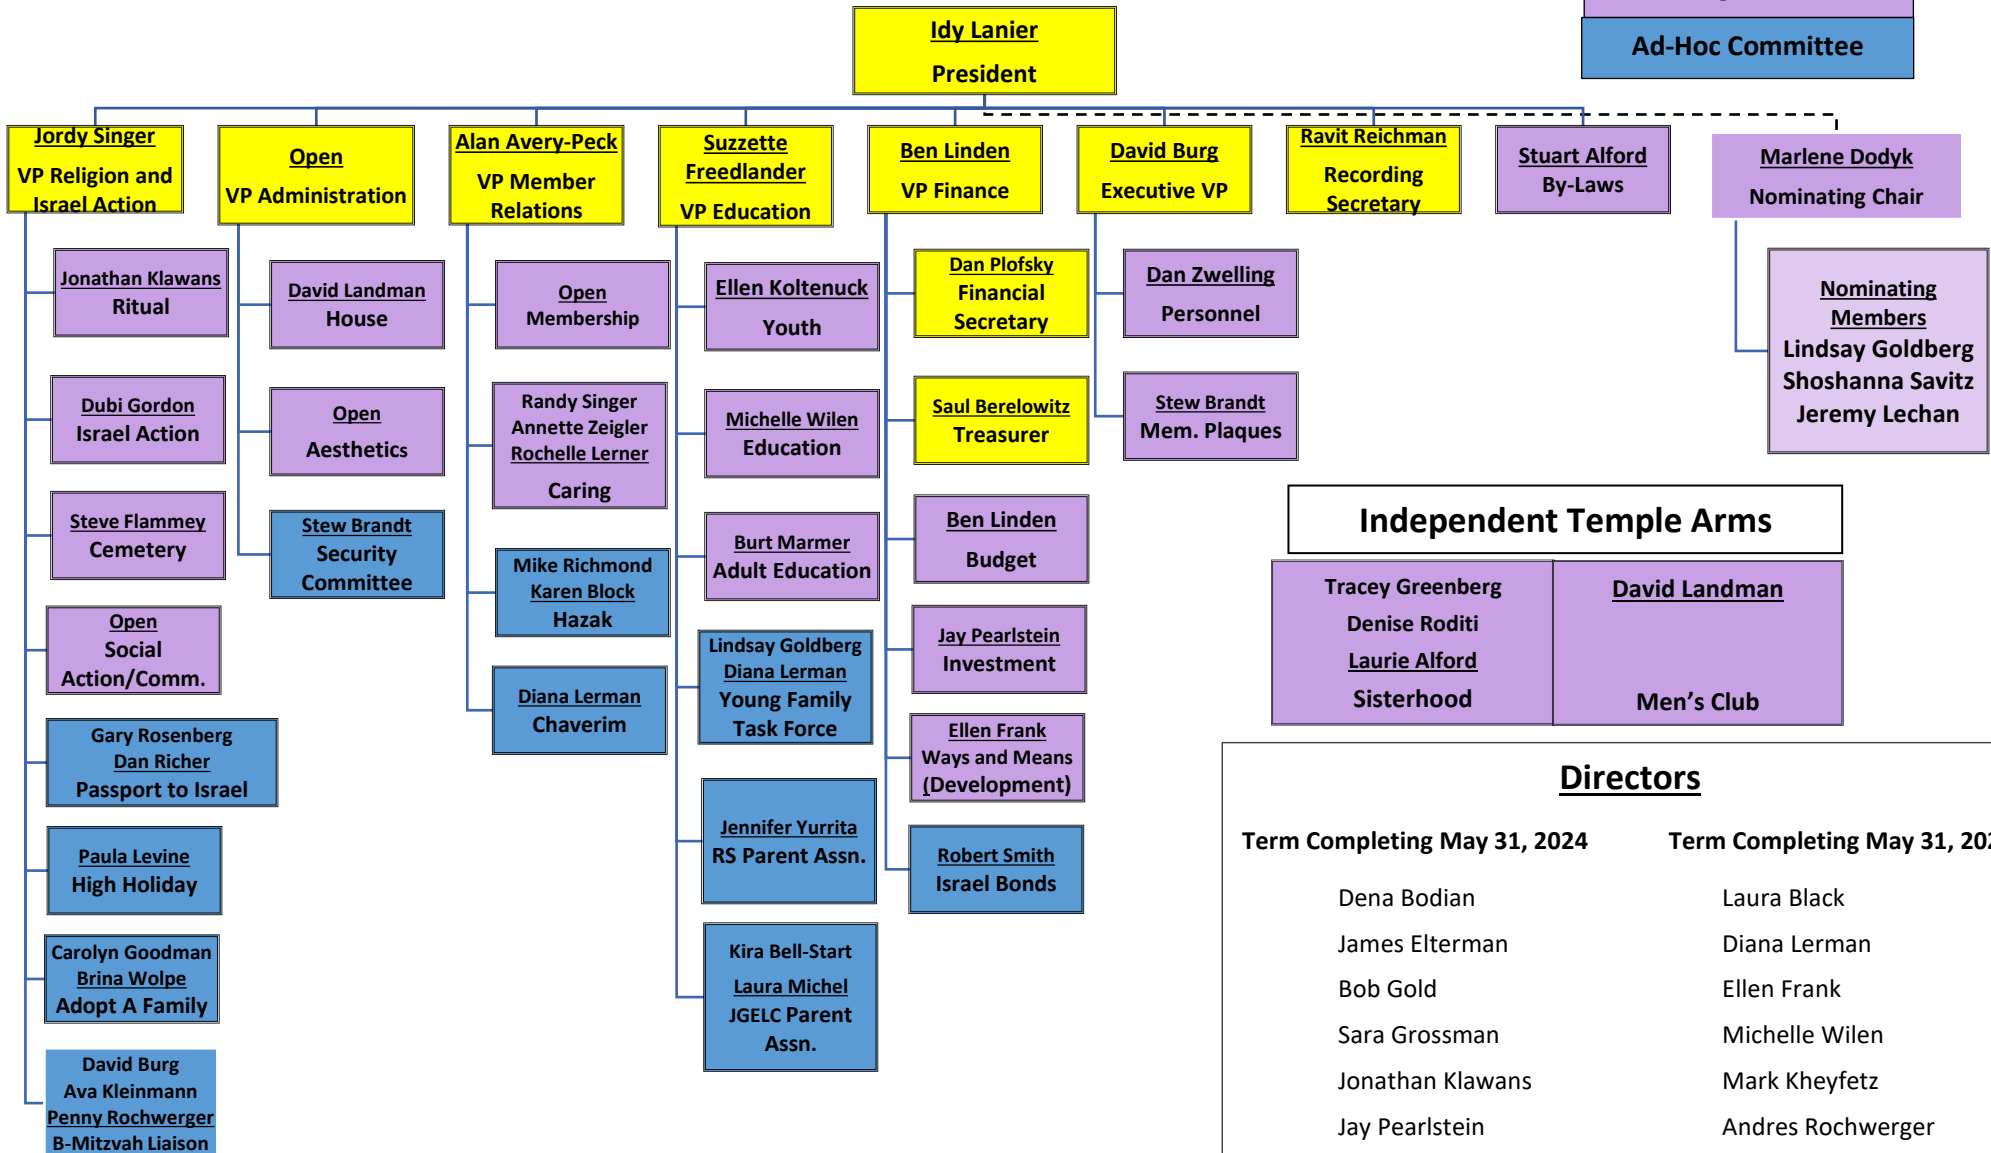 Ad-Hoc Committee
Idy Lanier
President
Jordy Singer
VP Religion and
Israel Action
Open
VP Administration
Alan Avery-Peck
VP Member
Relations
Suzzette
Freedlander
VP Education
Ben Linden
VP Finance
David Burg
Executive VP
Ravit Reichman
Recording
Secretary
Stuart Alford
By-Laws
Marlene Dodyk
Nominating Chair
Jonathan Klawans
Ritual
Dubi Gordon
Israel Action
Steve Flammey
Cemetery
Open
Social
Action/Comm.
Gary Rosenberg
Dan Richer
Passport to Israel
Paula Levine
High Holiday
Carolyn Goodman
Brina Wolpe
Adopt A Family
David Burg
Ava Kleinmann
Penny Rochwerger
B-Mitzvah Liaison
David Landman
House
Open
Aesthetics
Stew Brandt
Security
Committee
Open
Membership
Randy Singer
Annette Zeigler
Rochelle Lerner
Caring
Mike Richmond
Karen Block
Hazak
Diana Lerman
Chaverim
Ellen Koltenuck
Youth
Michelle Wilen
Education
Burt Marmer
Adult Education
Lindsay Goldberg
Diana Lerman
Young Family
Task Force
Jennifer Yurrita
RS Parent Assn.
Kira Bell-Start
Laura Michel
JGELC Parent
Assn.
Dan Plofsky
Financial
Secretary
Saul Berelowitz
Treasurer
Ben Linden
Budget
Jay Pearlstein
Investment
Ellen Frank
Ways and Means
(Development)
Robert Smith
Israel Bonds
Dan Zwelling
Personnel
Stew Brandt
Mem. Plaques
Nominating
Members
Lindsay Goldberg
Shoshanna Savitz
Jeremy Lechan
Independent Temple Arms
Tracey Greenberg
Denise Roditi
Laurie Alford
Sisterhood
David Landman
Men's Club
Directors
Term Completing May 31, 2024
Dena Bodian
James Elterman
Bob Gold
Sara Grossman
Jonathan Klawans
Jay Pearlstein
Term Completing May 31,
Laura Black
Diana Lerman
Ellen Frank
Michelle Wilen
Mark Kheyfetz
Andres Rochwerger